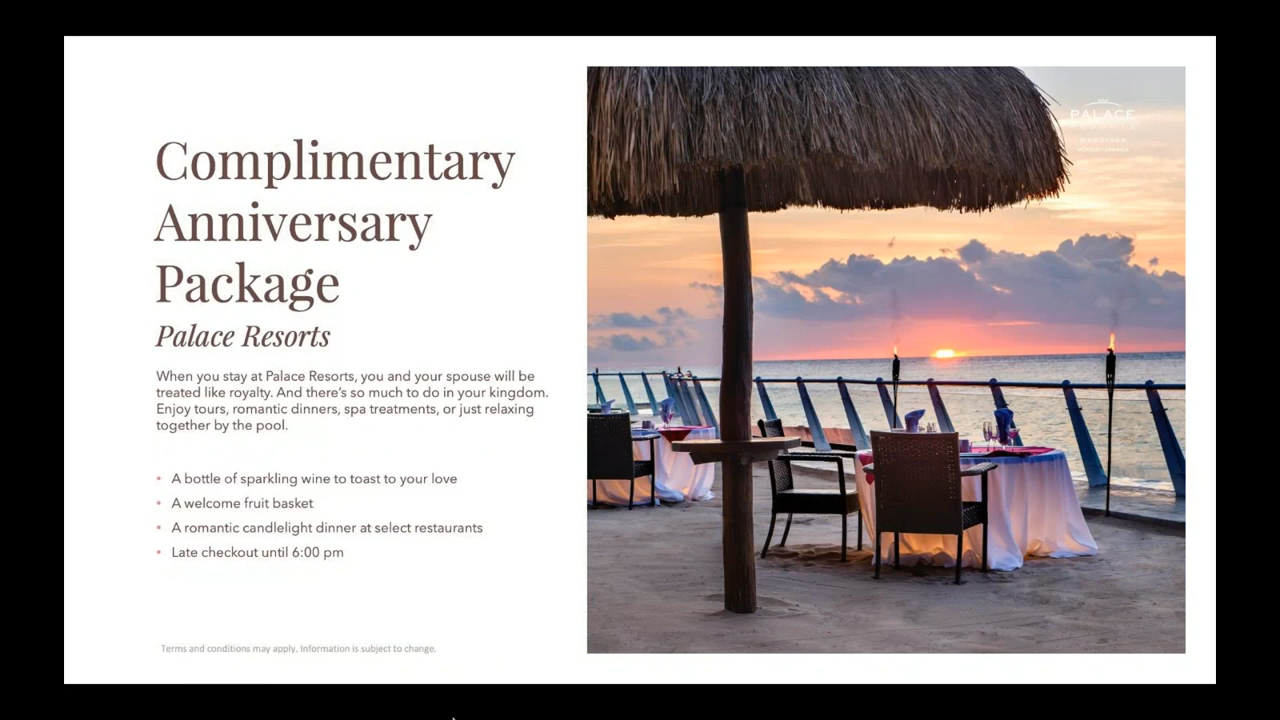 Complimentary
Anniversary
Package
Palace Resorts
When you stay at Palace Resorts, you and your spouse will be
treated like royalty. And there's so much to do in your kingdom.
Enjoy tours, romantic dinners, spa treatments, or just relaxing
together by the pool.
• A bottle of sparkling wine to toast to your love
• A welcome fruit basket
• A romantic candlelight dinner at select restaurants
• Late checkout until 6:00 pm
Terms and conditions may apply. Information is subject to change.
PALACE